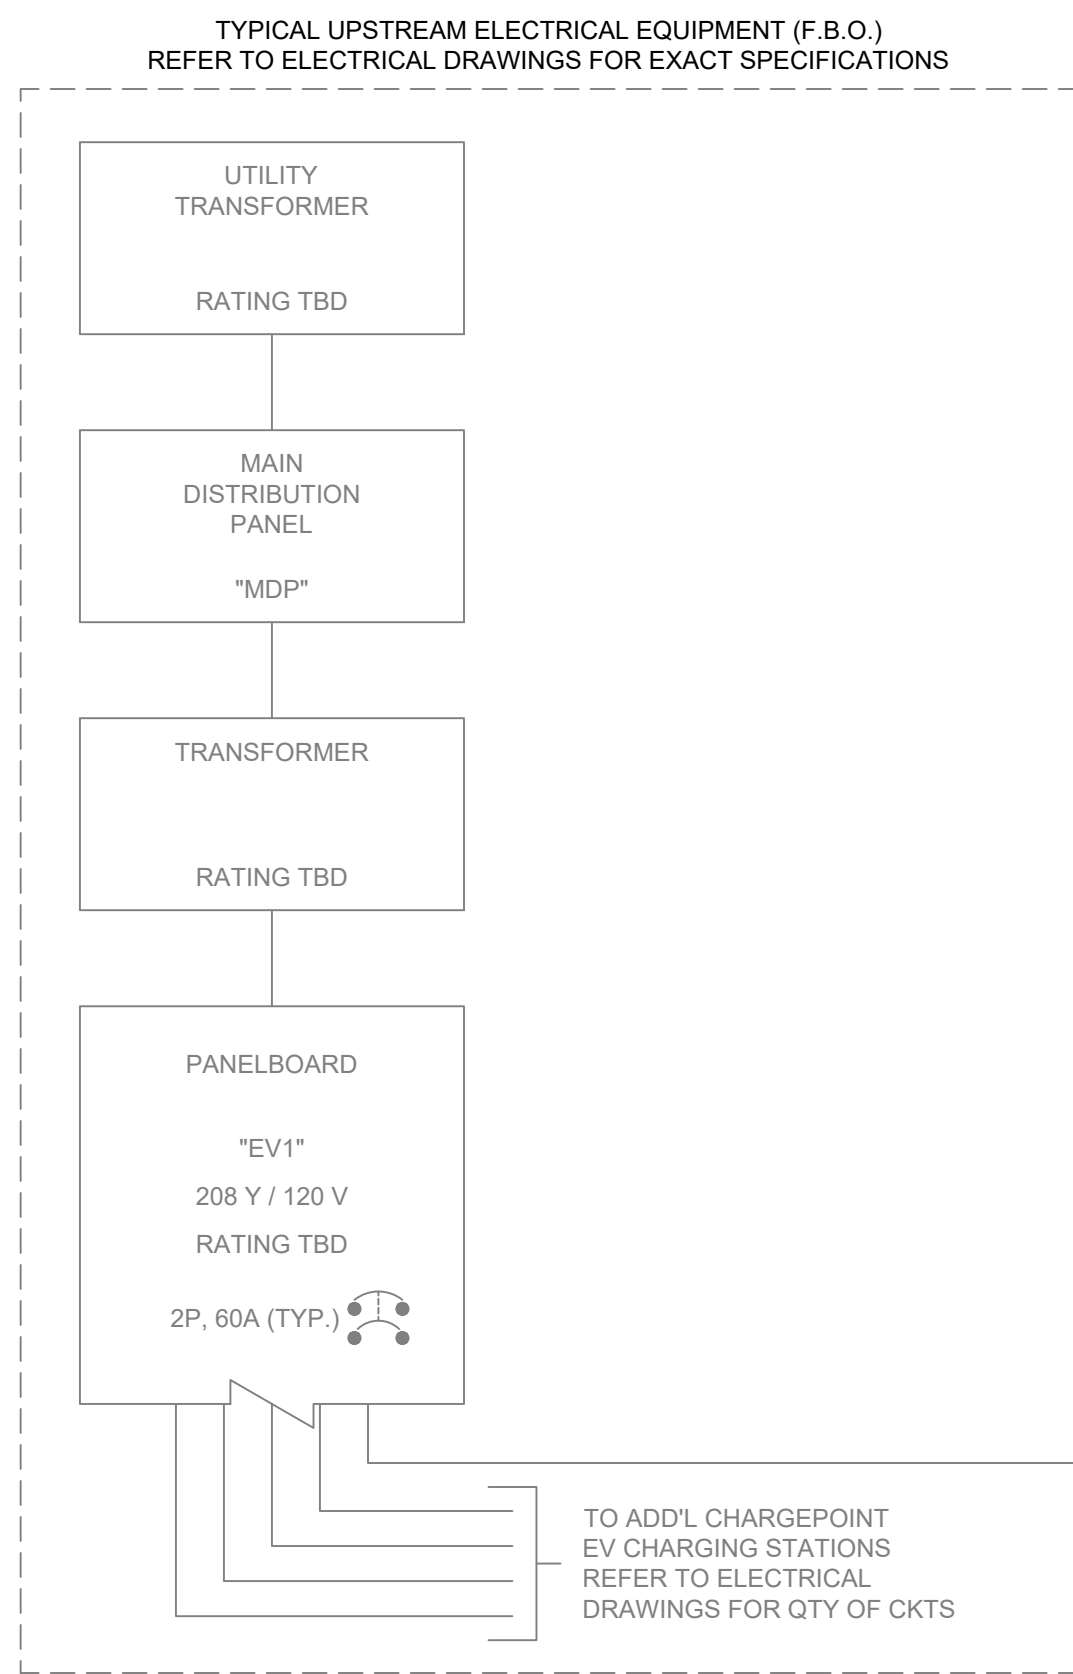 TYPICAL UPSTREAM ELECTRICAL EQUIPMENT (F.B.O.)
REFER TO ELECTRICAL DRAWINGS FOR EXACT SPECIFICATIONS
UTILITY
TRANSFORMER
RATING TBD
MAIN
DISTRIBUTION
PANEL
"MDP"
TRANSFORMER
RATING TBD
PANELBOARD
"EV1"
208 Y / 120 V
RATING TBD
2P, 60A (TYP.)
TO ADD'L CHARGEPOINT
EV CHARGING STATIONS
REFER TO ELECTRICAL
DRAWINGS FOR QTY OF CKTS